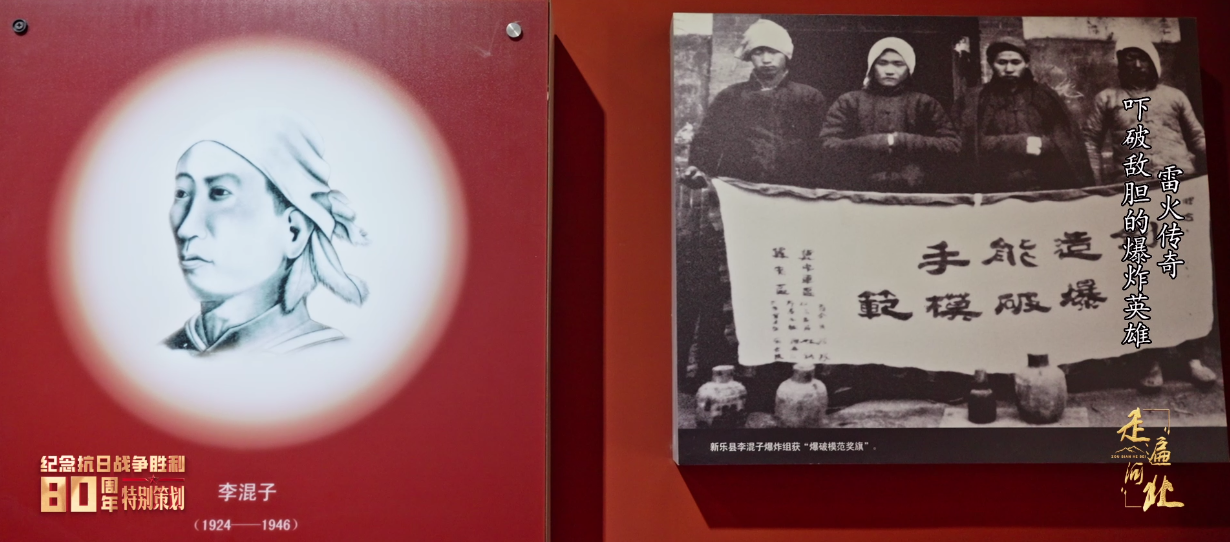 李混子
（1924——1946）
纪念抗日战争胜利
80周年特别策划
造能手
爆破模範
新乐县李混子爆炸组获“爆破模范奖旗”。
雷火传奇
吓破敌胆的爆炸英雄
走遍河北